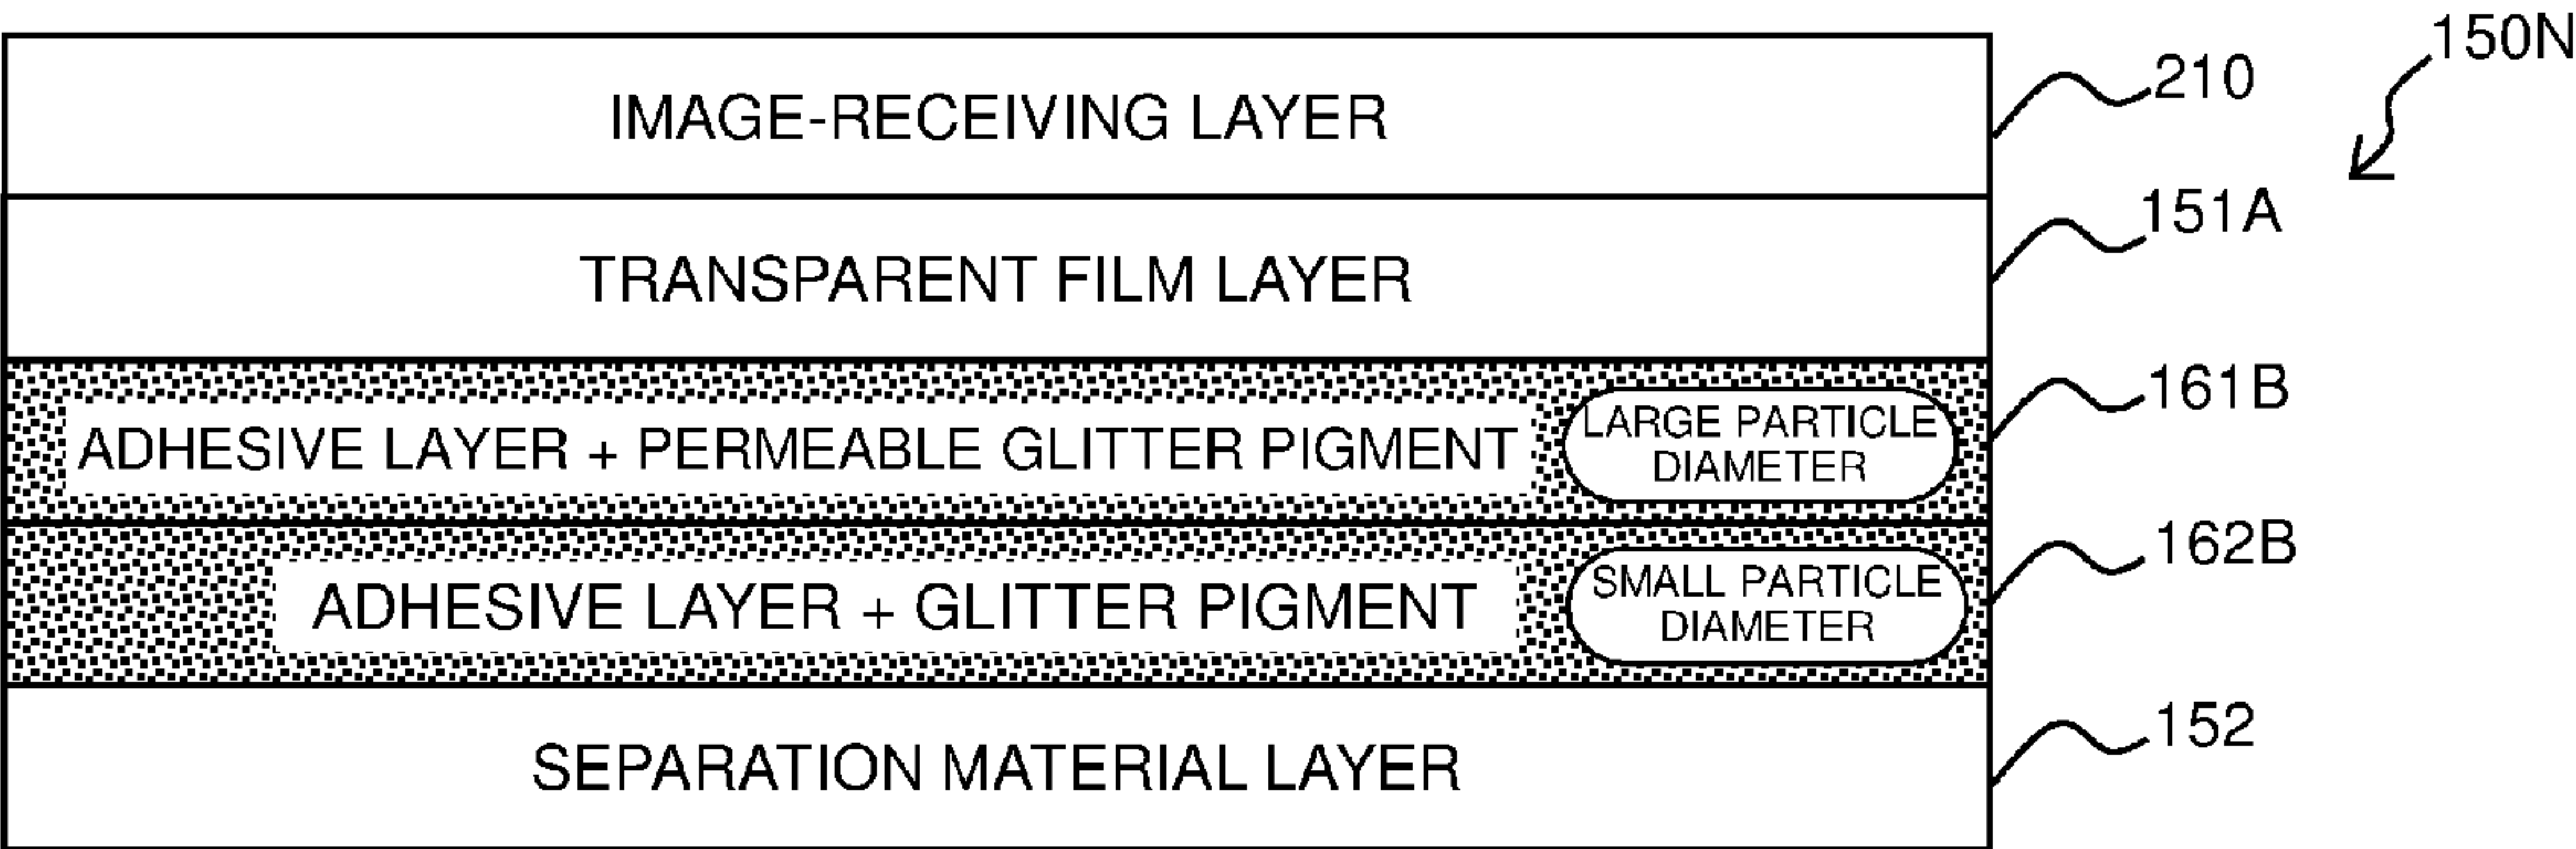 150N
IMAGE-RECEIVING LAYER
210
TRANSPARENT FILM LAYER
151A
ADHESIVE LAYER + PERMEABLE GLITTER PIGMENT
LARGE PARTICLE
DIAMETER
161B
ADHESIVE LAYER + GLITTER PIGMENT
SMALL PARTICLE
DIAMETER
162B
SEPARATION MATERIAL LAYER
152